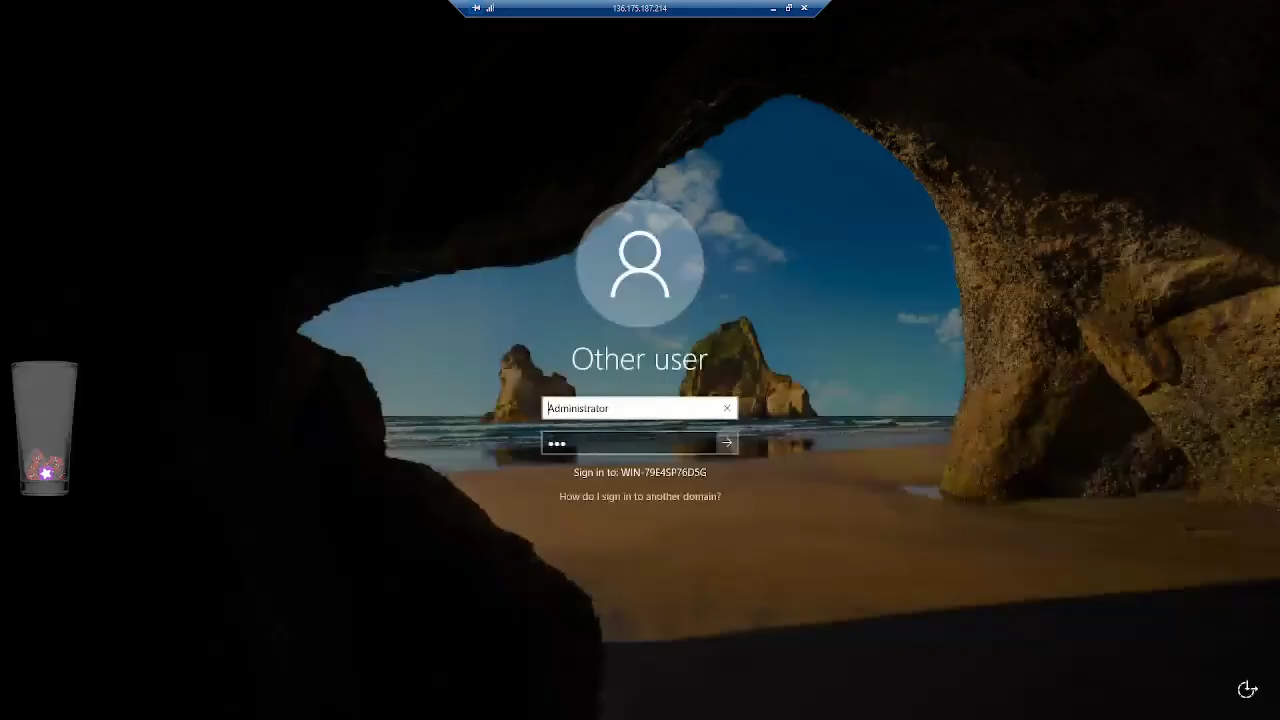 136.175.187.214
Other user
Administrator
Sign in to: WIN-79E4SP76D5G
How do I sign in to another domain?